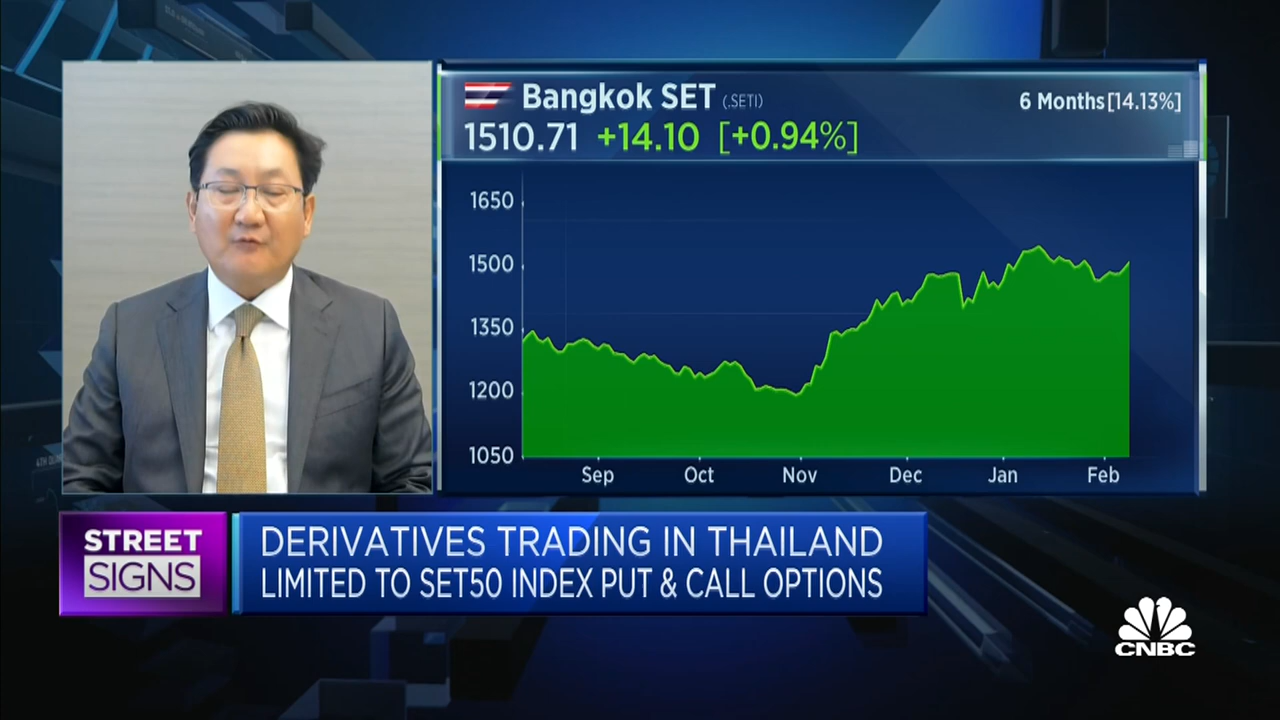 Bangkok SET (.SETI)
6 Months[14.13%]
1510.71 +14.10 [+0.94%]
1650
1500
1350
1200
1050
Sep Oct Nov Dec Jan Feb
STREET
SIGNS
DERIVATIVES TRADING IN THAILAND
LIMITED TO SET50 INDEX PUT & CALL OPTIONS
CNBC